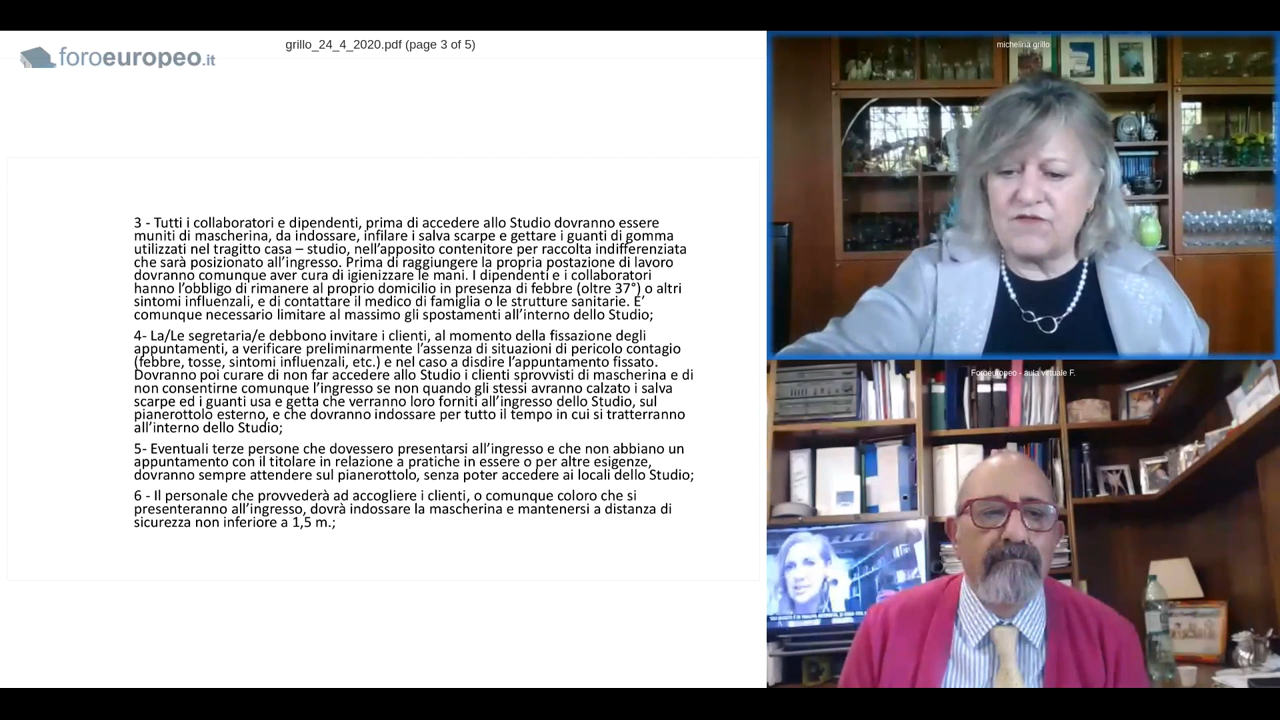 foroeuropeo.it
grillo_24_4_2020.pdf (page 3 of 5)
3 - Tutti i collaboratori e dipendenti, prima di accedere allo Studio dovranno essere
muniti di mascherina, da indossare, infilare i salva scarpe e gettare i guanti di gomma
utilizzati nel tragitto casa – studio, nell'apposito contenitore per raccolta indifferenziata
che sarà posizionato all'ingresso. Prima di raggiungere la propria postazione di lavoro
dovranno comunque aver cura di igienizzare le mani. I dipendenti e i collaboratori
hanno l'obbligo di rimanere al proprio domicilio in presenza di febbre (oltre 37°) o altri
sintomi influenzali, e di contattare il medico di famiglia o le strutture sanitarie. E'
comunque necessario limitare al massimo gli spostamenti all'interno dello Studio;
4- La/Le segretaria/e debbono invitare i clienti, al momento della fissazione degli
appuntamenti, a verificare preliminarmente l'assenza di situazioni di pericolo contagio
(febbre, tosse, sintomi influenzali, etc.) e nel caso a disdire l'appuntamento fissato.
Dovranno poi curare di non far accedere allo Studio i clienti sprovvisti di mascherina e di
non consentirne comunque l'ingresso se non quando gli stessi avranno calzato i salva
scarpe ed i guanti usa e getta che verranno loro forniti all'ingresso dello Studio, sul
pianerottolo esterno, e che dovranno indossare per tutto il tempo in cui si tratterranno
all'interno dello Studio;
5- Eventuali terze persone che dovessero presentarsi all'ingresso e che non abbiano un
appuntamento con il titolare in relazione a pratiche in essere o per altre esigenze,
dovranno sempre attendere sul pianerottolo, senza poter accedere ai locali dello Studio;
6 - Il personale che provvederà ad accogliere i clienti, o comunque coloro che si
presenteranno all'ingresso, dovrà indossare la mascherina e mantenersi a distanza di
sicurezza non inferiore a 1,5 m.;
michelina grillo
Foroeuropeo - aula virtuale F.